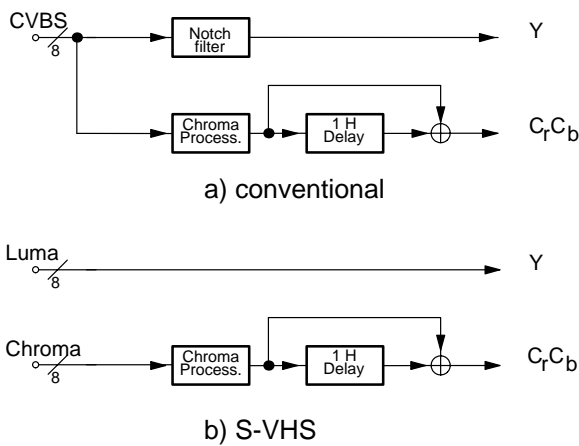 CVBS
8
Notch
filter
Y
Chroma
Process.
1 H
Delay
CrCb
a) conventional
Luma
8
Y
Chroma
8
Chroma
Process.
1 H
Delay
CrCb
b) S-VHS